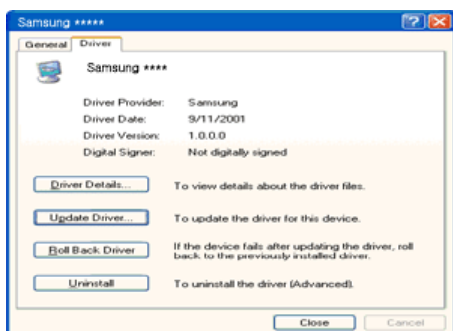 Samsung *****
General Driver
Samsung ****
Driver Provider: Samsung
Driver Date: 9/11/2001
Driver Version: 1.0.0.0
Digital Signer: Not digitally signed
Driver Details... To view details about the driver files.
Update Driver... To update the driver for this device.
Roll Back Driver If the device fails after updating the driver, roll
back to the previously installed driver.
Uninstall To uninstall the driver (Advanced).
Close Cancel